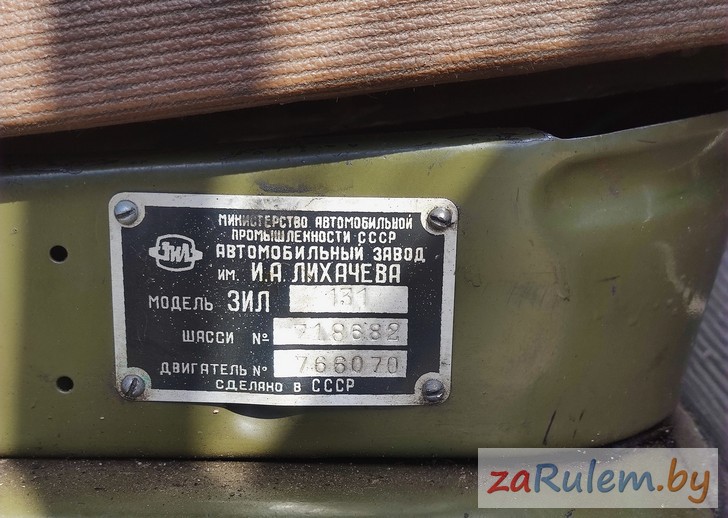 МИНИСТЕРСТВО АВТОМОБИЛЬНОЙ
ПРОМЫШЛЕННОСТИ СССР
ЗИЛ
АВТОМОБИЛЬНЫЙ ЗАВОД
ИМ. И.А. ЛИХАЧЕВА
МОДЕЛЬ ЗИЛ 131
ШАССИ № 718682
ДВИГАТЕЛЬ № 766070
СДЕЛАНО В СССР
zaRulem.by